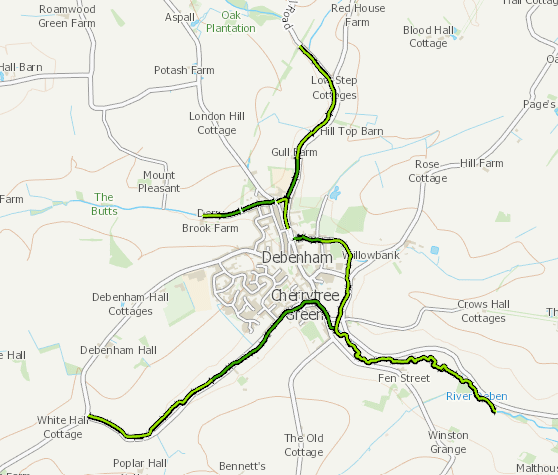 Roamwood
Green Farm
Aspall
Oak
Plantation
Road
Red House
Farm
Blood Hall
Cottage
Hall Barn
Potash Farm
Low Step
Cottages
Page's
London Hill
Cottage
Hill Top Barn
Gull Farm
Rose
Cottage
Hill Farm
Mount
Pleasant
Farm
The
Butts
Brook Farm
Debenham
Willowbank
Debenham Hall
Cottages
Cherrytree
Green
Crows Hall
Cottages
Debenham Hall
Hall
Fen Street
River Deben
White Hall
Cottage
The Old
Cottage
Winston
Grange
Poplar Hall
Bennett's